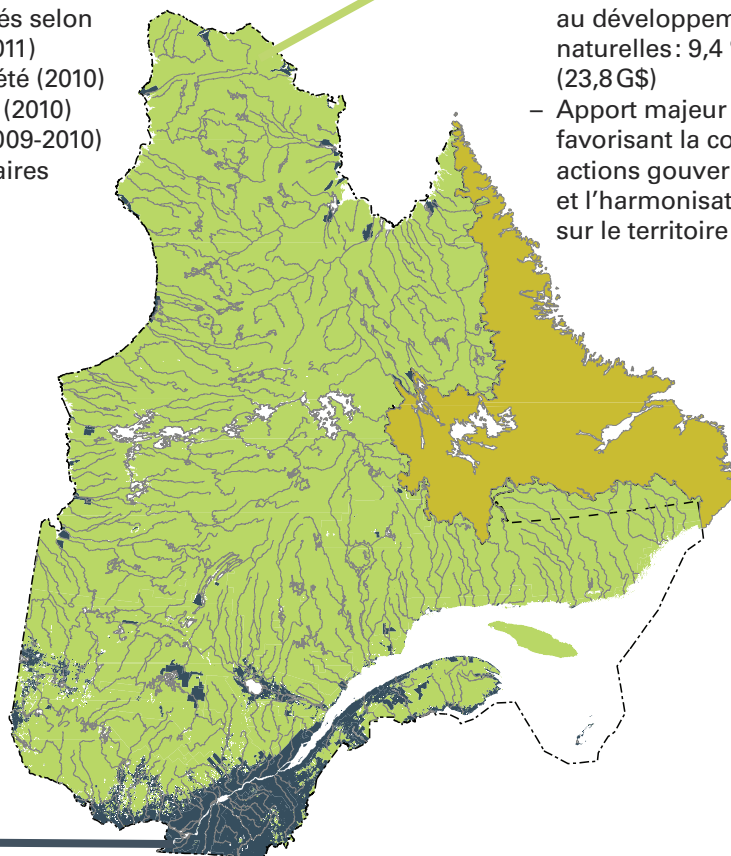 és selon
011)
été (2010)
(2010)
009-2010)
aires
au développem
naturelles : 9,4
(23,8 G$)
– Apport majeur
favorisant la co
actions gouver
et l'harmonisat
sur le territoire